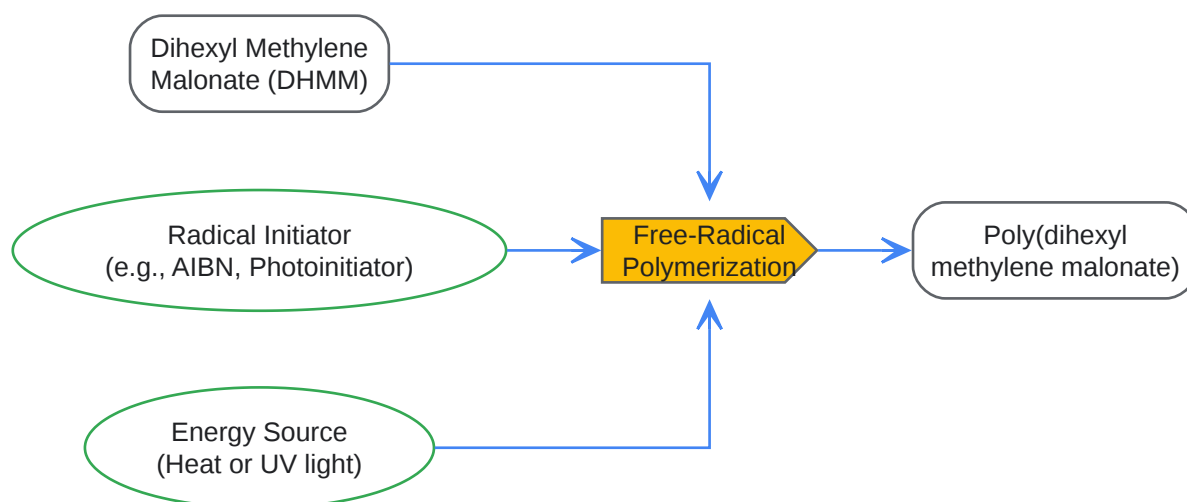 Dihexyl Methylene
Malonate (DHMM)
Radical Initiator
(e.g., AIBN, Photoinitiator)
Free-Radical
Polymerization
Poly(dihexyl
methylene malonate)
Energy Source
(Heat or UV light)